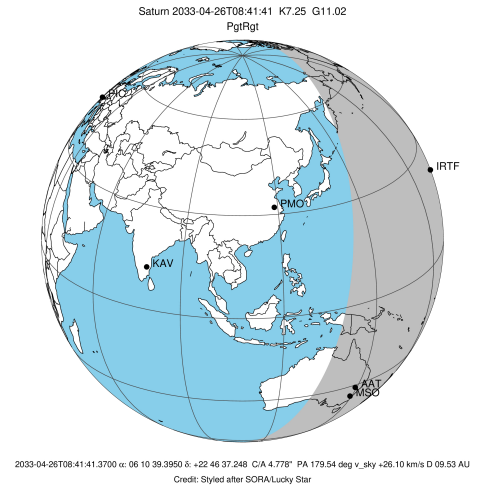 Saturn 2033-04-26T08:41:41 K7.25 G11.02
PgtRgt
PIC
IRTF
PMO
KAV
AAT
MSO
2033-04-26T08:41:41.3700 α: 06 10 39.3950 δ: +22 46 37.248 C/A 4.778" PA 179.54 deg v_sky +26.10 km/s D 09.53 AU
Credit: Styled after SORA/Lucky Star